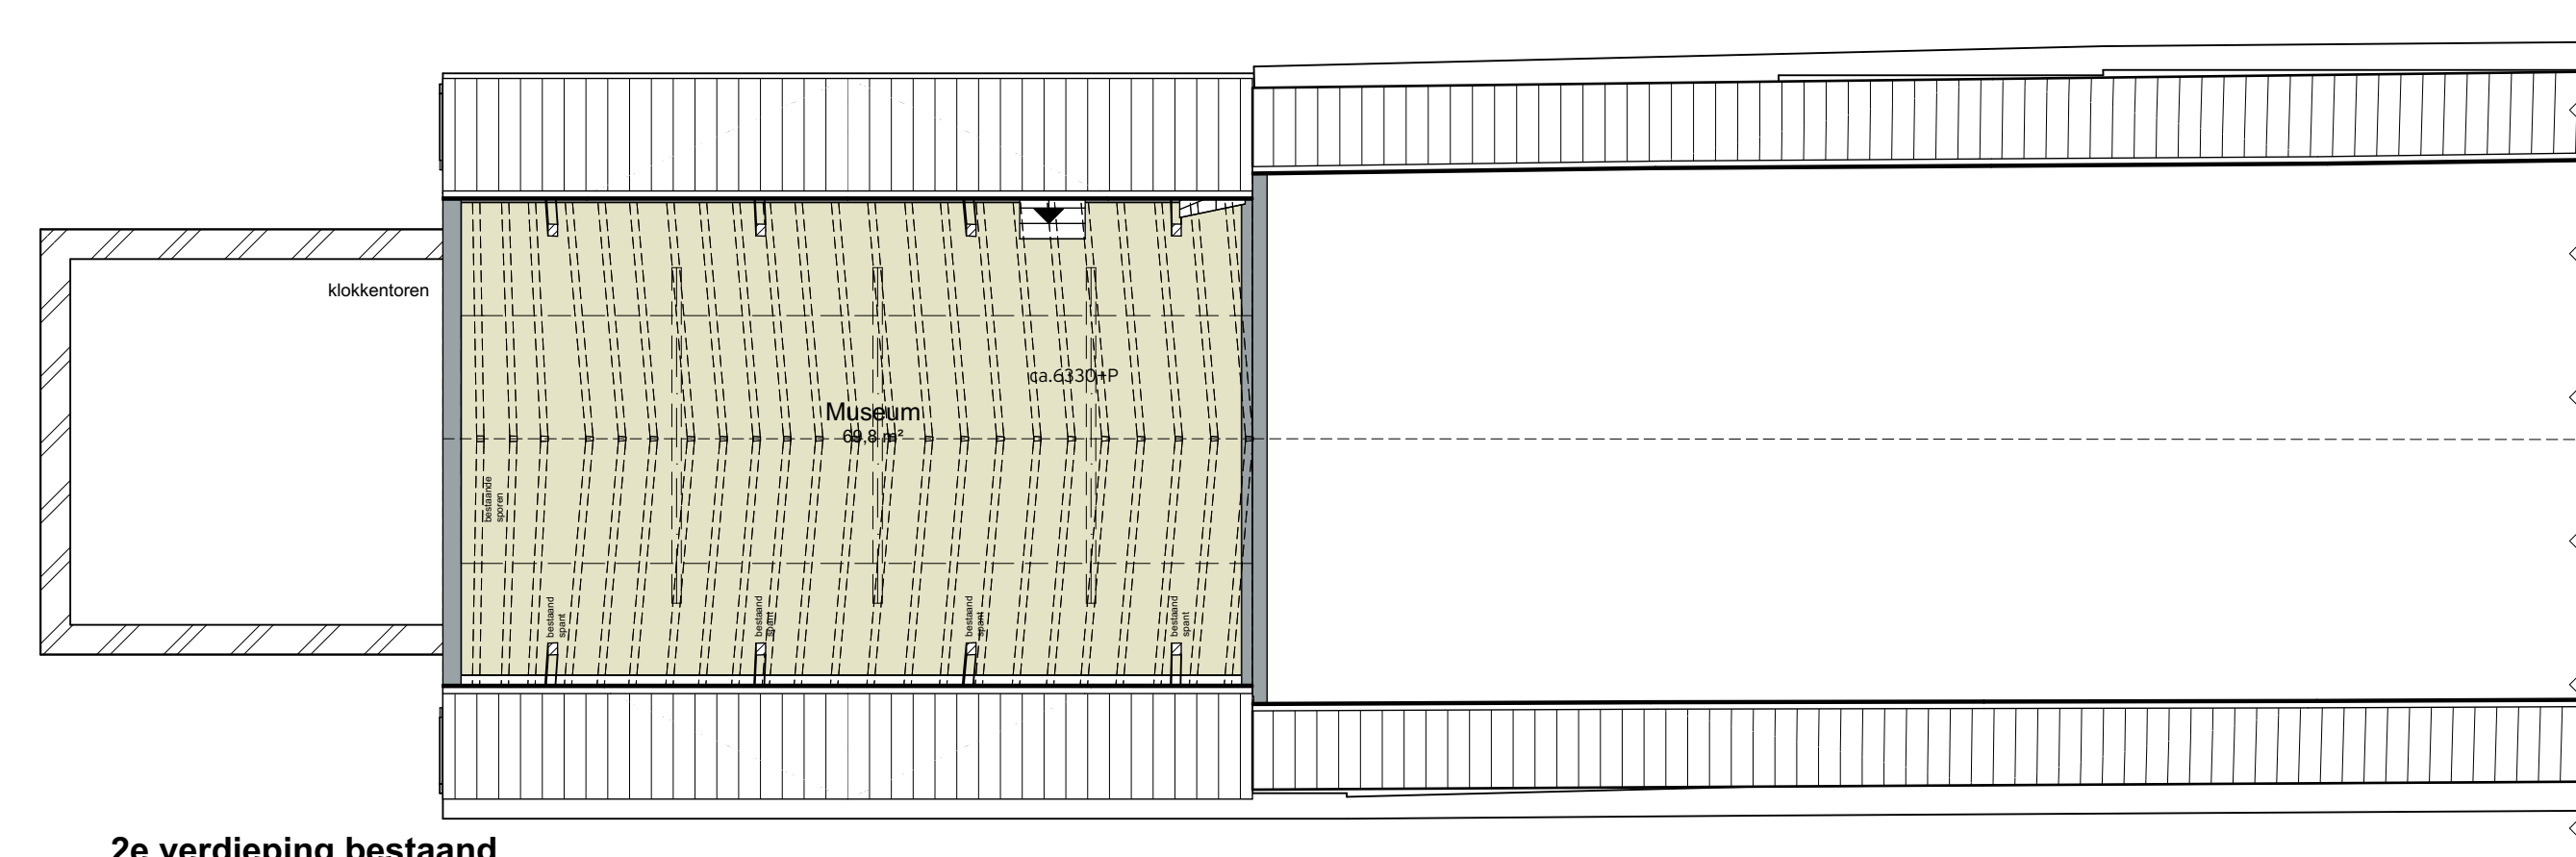 klokkentoren
ca.6330+P
Museum
69,8 m²
bestaande
sporen
bestaand
spant
bestaand
spant
bestaand
spant
bestaand
spant
2e verdieping bestaand